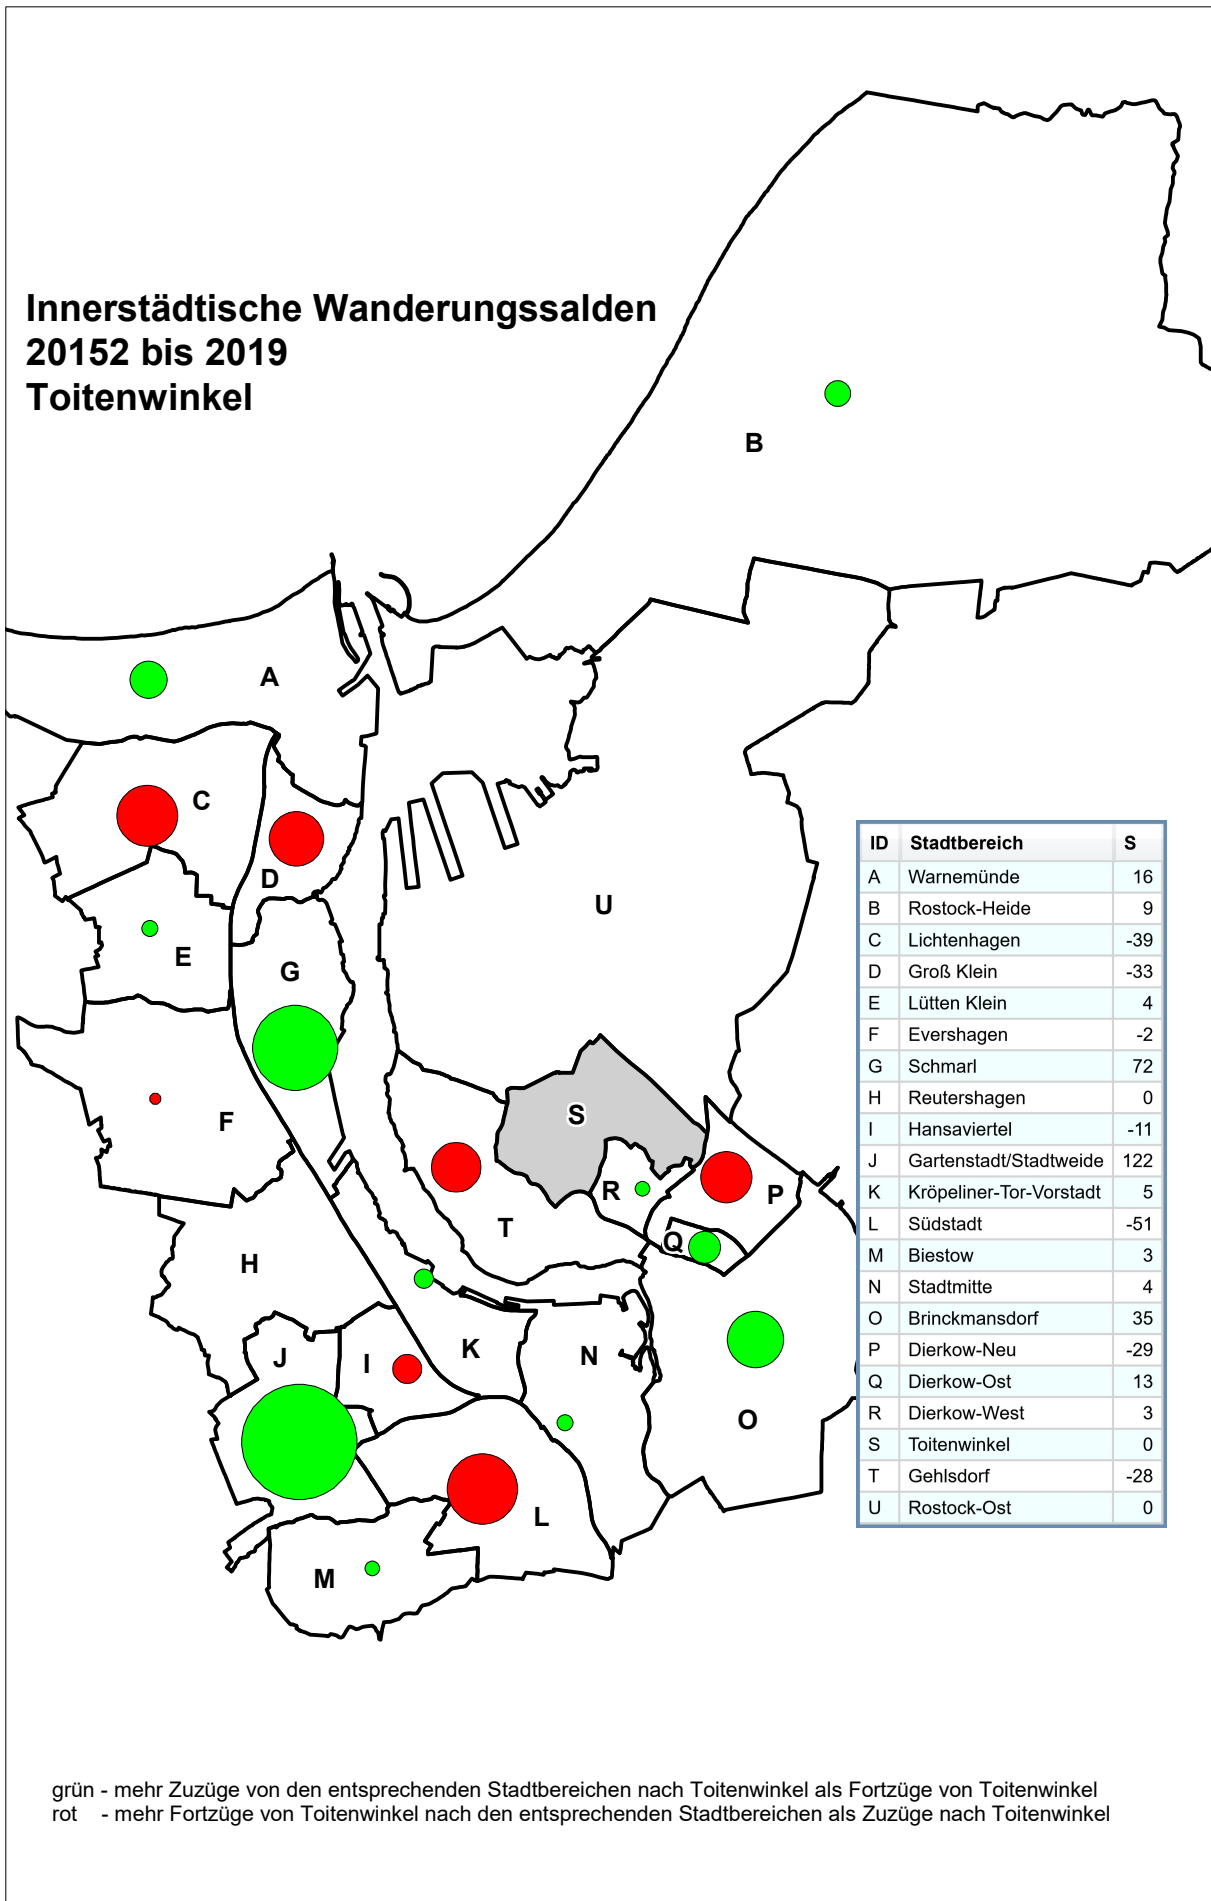 Innerstädtische Wanderungssalden
20152 bis 2019
Toitenwinkel
B
A
C
D
E
G
U
F
S
R
P
T
Q
H
J
I
K
N
O
L
M
ID Stadtbereich S
A Warnemünde 16
B Rostock-Heide 9
C Lichtenhagen -39
D Groß Klein -33
E Lütten Klein 4
F Evershagen -2
G Schmarl 72
H Reutershagen 0
I Hansaviertel -11
J Gartenstadt/Stadtweide 122
K Kröpeliner-Tor-Vorstadt 5
L Südstadt -51
M Biestow 3
N Stadtmitte 4
O Brinckmansdorf 35
P Dierkow-Neu -29
Q Dierkow-Ost 13
R Dierkow-West 3
S Toitenwinkel 0
T Gehlsdorf -28
U Rostock-Ost 0
grün - mehr Zuzüge von den entsprechenden Stadtbereichen nach Toitenwinkel als Fortzüge von Toitenwinkel
rot - mehr Fortzüge von Toitenwinkel nach den entsprechenden Stadtbereichen als Zuzüge nach Toitenwinkel